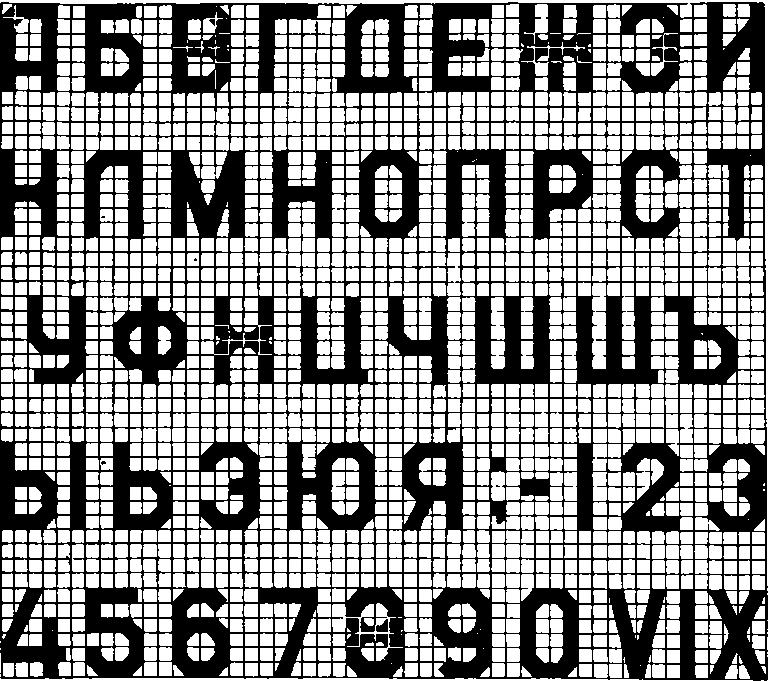 АБВГДЕЖЗИ
КЛМНОПРСТ
УФХЦЧШЩЪ
ЫЬЭЮЯ:-123
4567890VIX